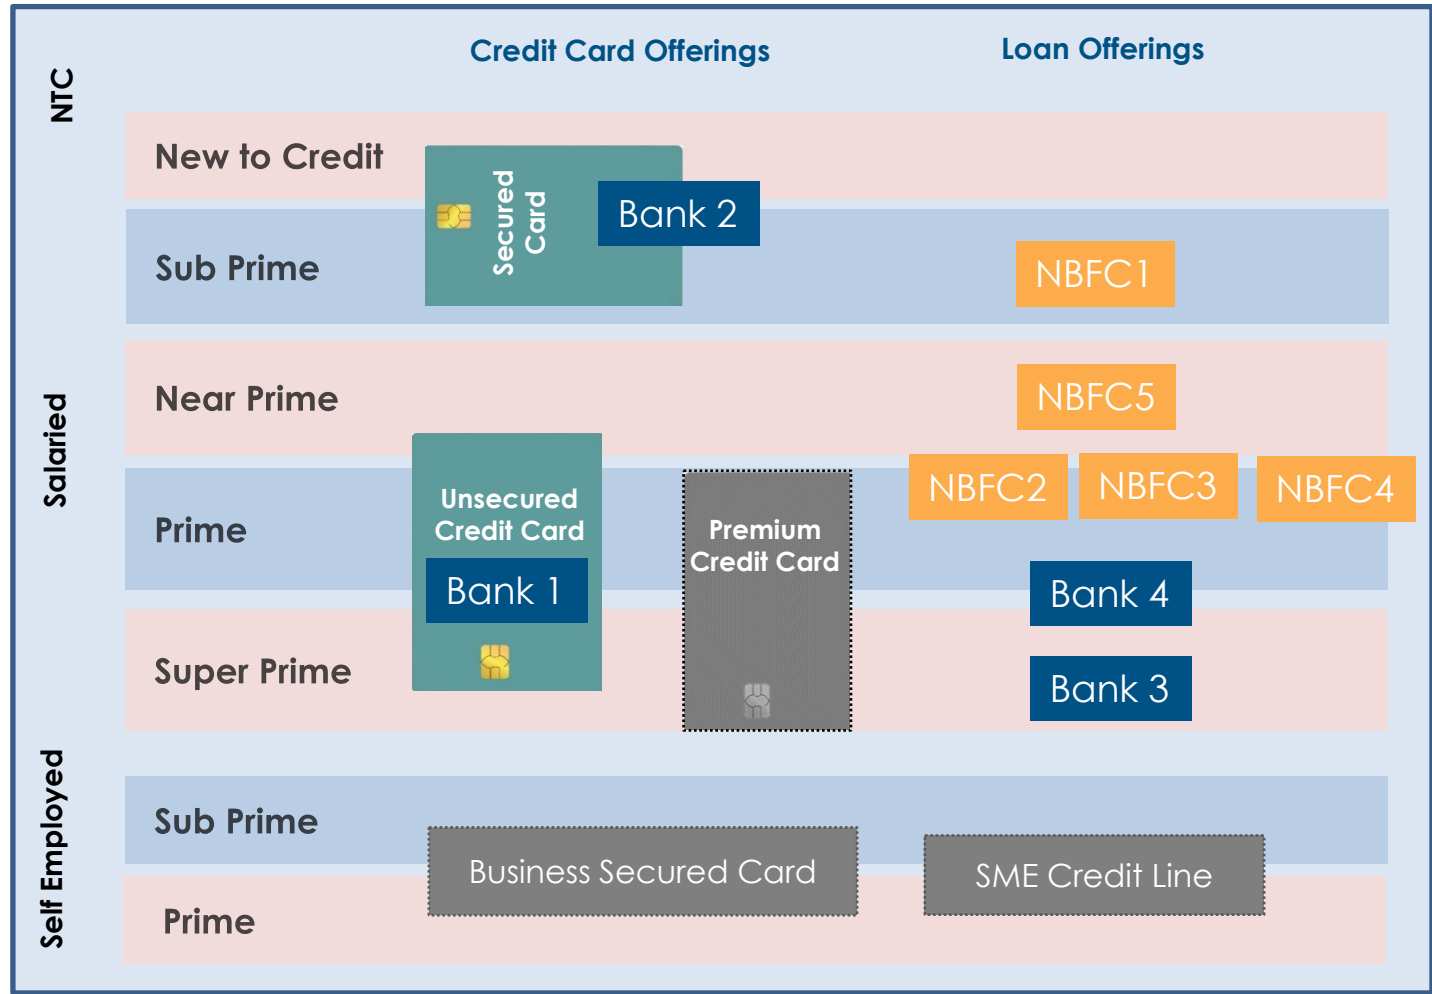 Credit Card Offerings
Loan Offerings
NTC
New to Credit
Secured
Card
Bank 2
Sub Prime
NBFC1
Salaried
Near Prime
NBFC5
Prime
Unsecured
Credit Card
Bank 1
Premium
Credit Card
NBFC2
NBFC3
NBFC4
Bank 4
Super Prime
Bank 3
Self Employed
Sub Prime
Business Secured Card
SME Credit Line
Prime